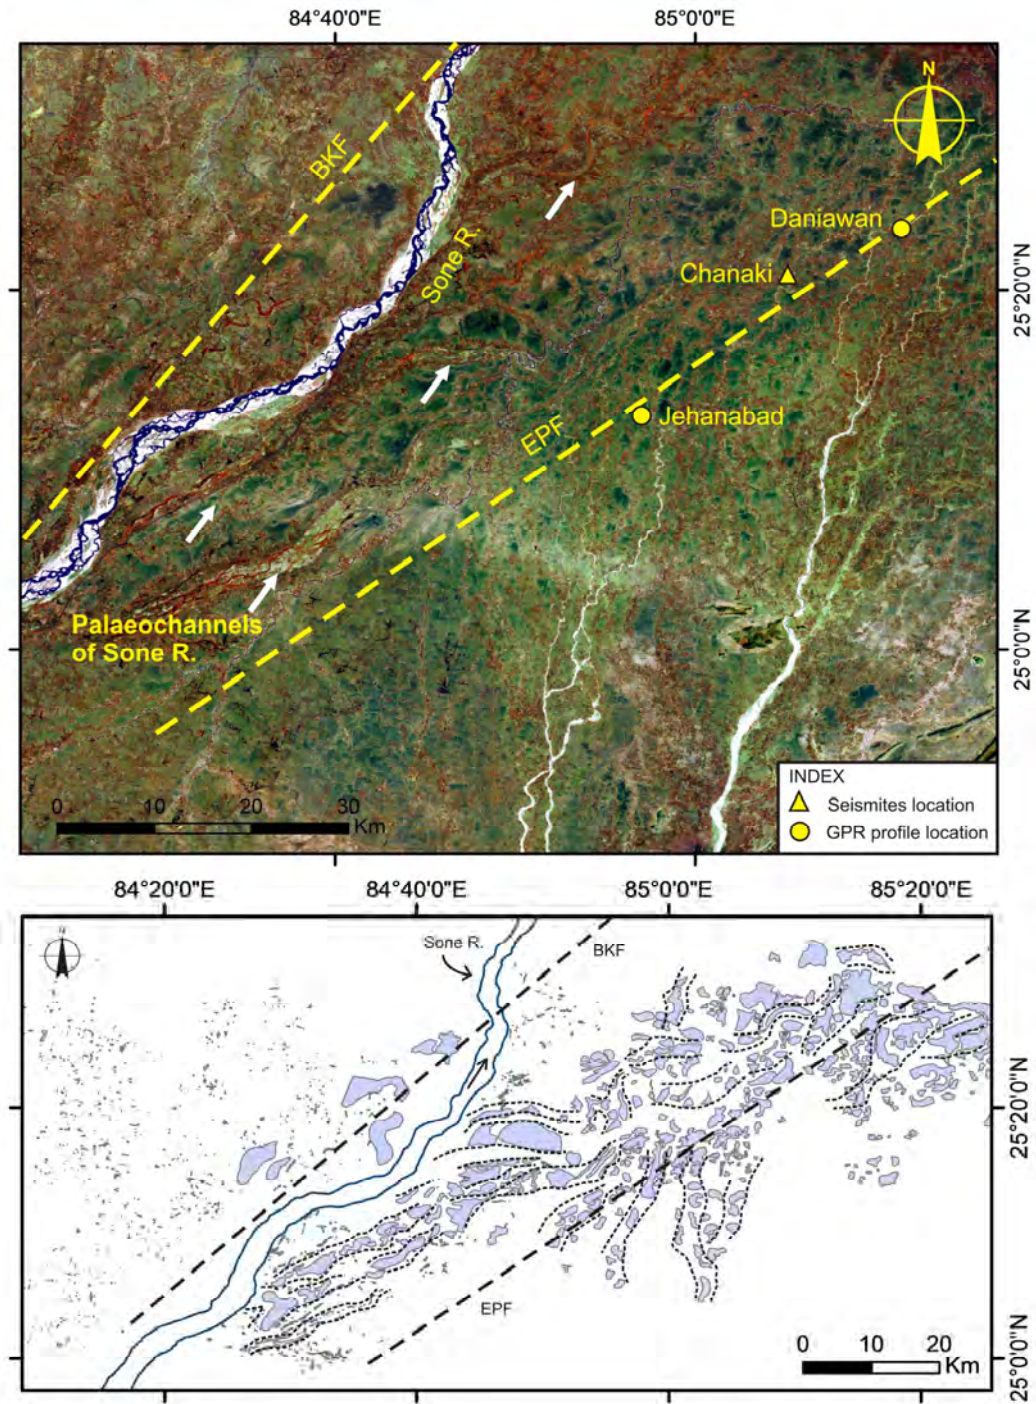 84°40'0"E 85°0'0"E
N
BKF
Daniawan
Sone R.
Chanaki
25°20'0"N
Jehanabad
EPF
Palaeochannels
of Sone R.
25°0'0"N
INDEX
Seismites location
GPR profile location
0 10 20 30
Km
84°20'0"E 84°40'0"E 85°0'0"E 85°20'0"E
N
Sone R.
BKF
25°20'0"N
EPF
0 10 20
Km
25°0'0"N